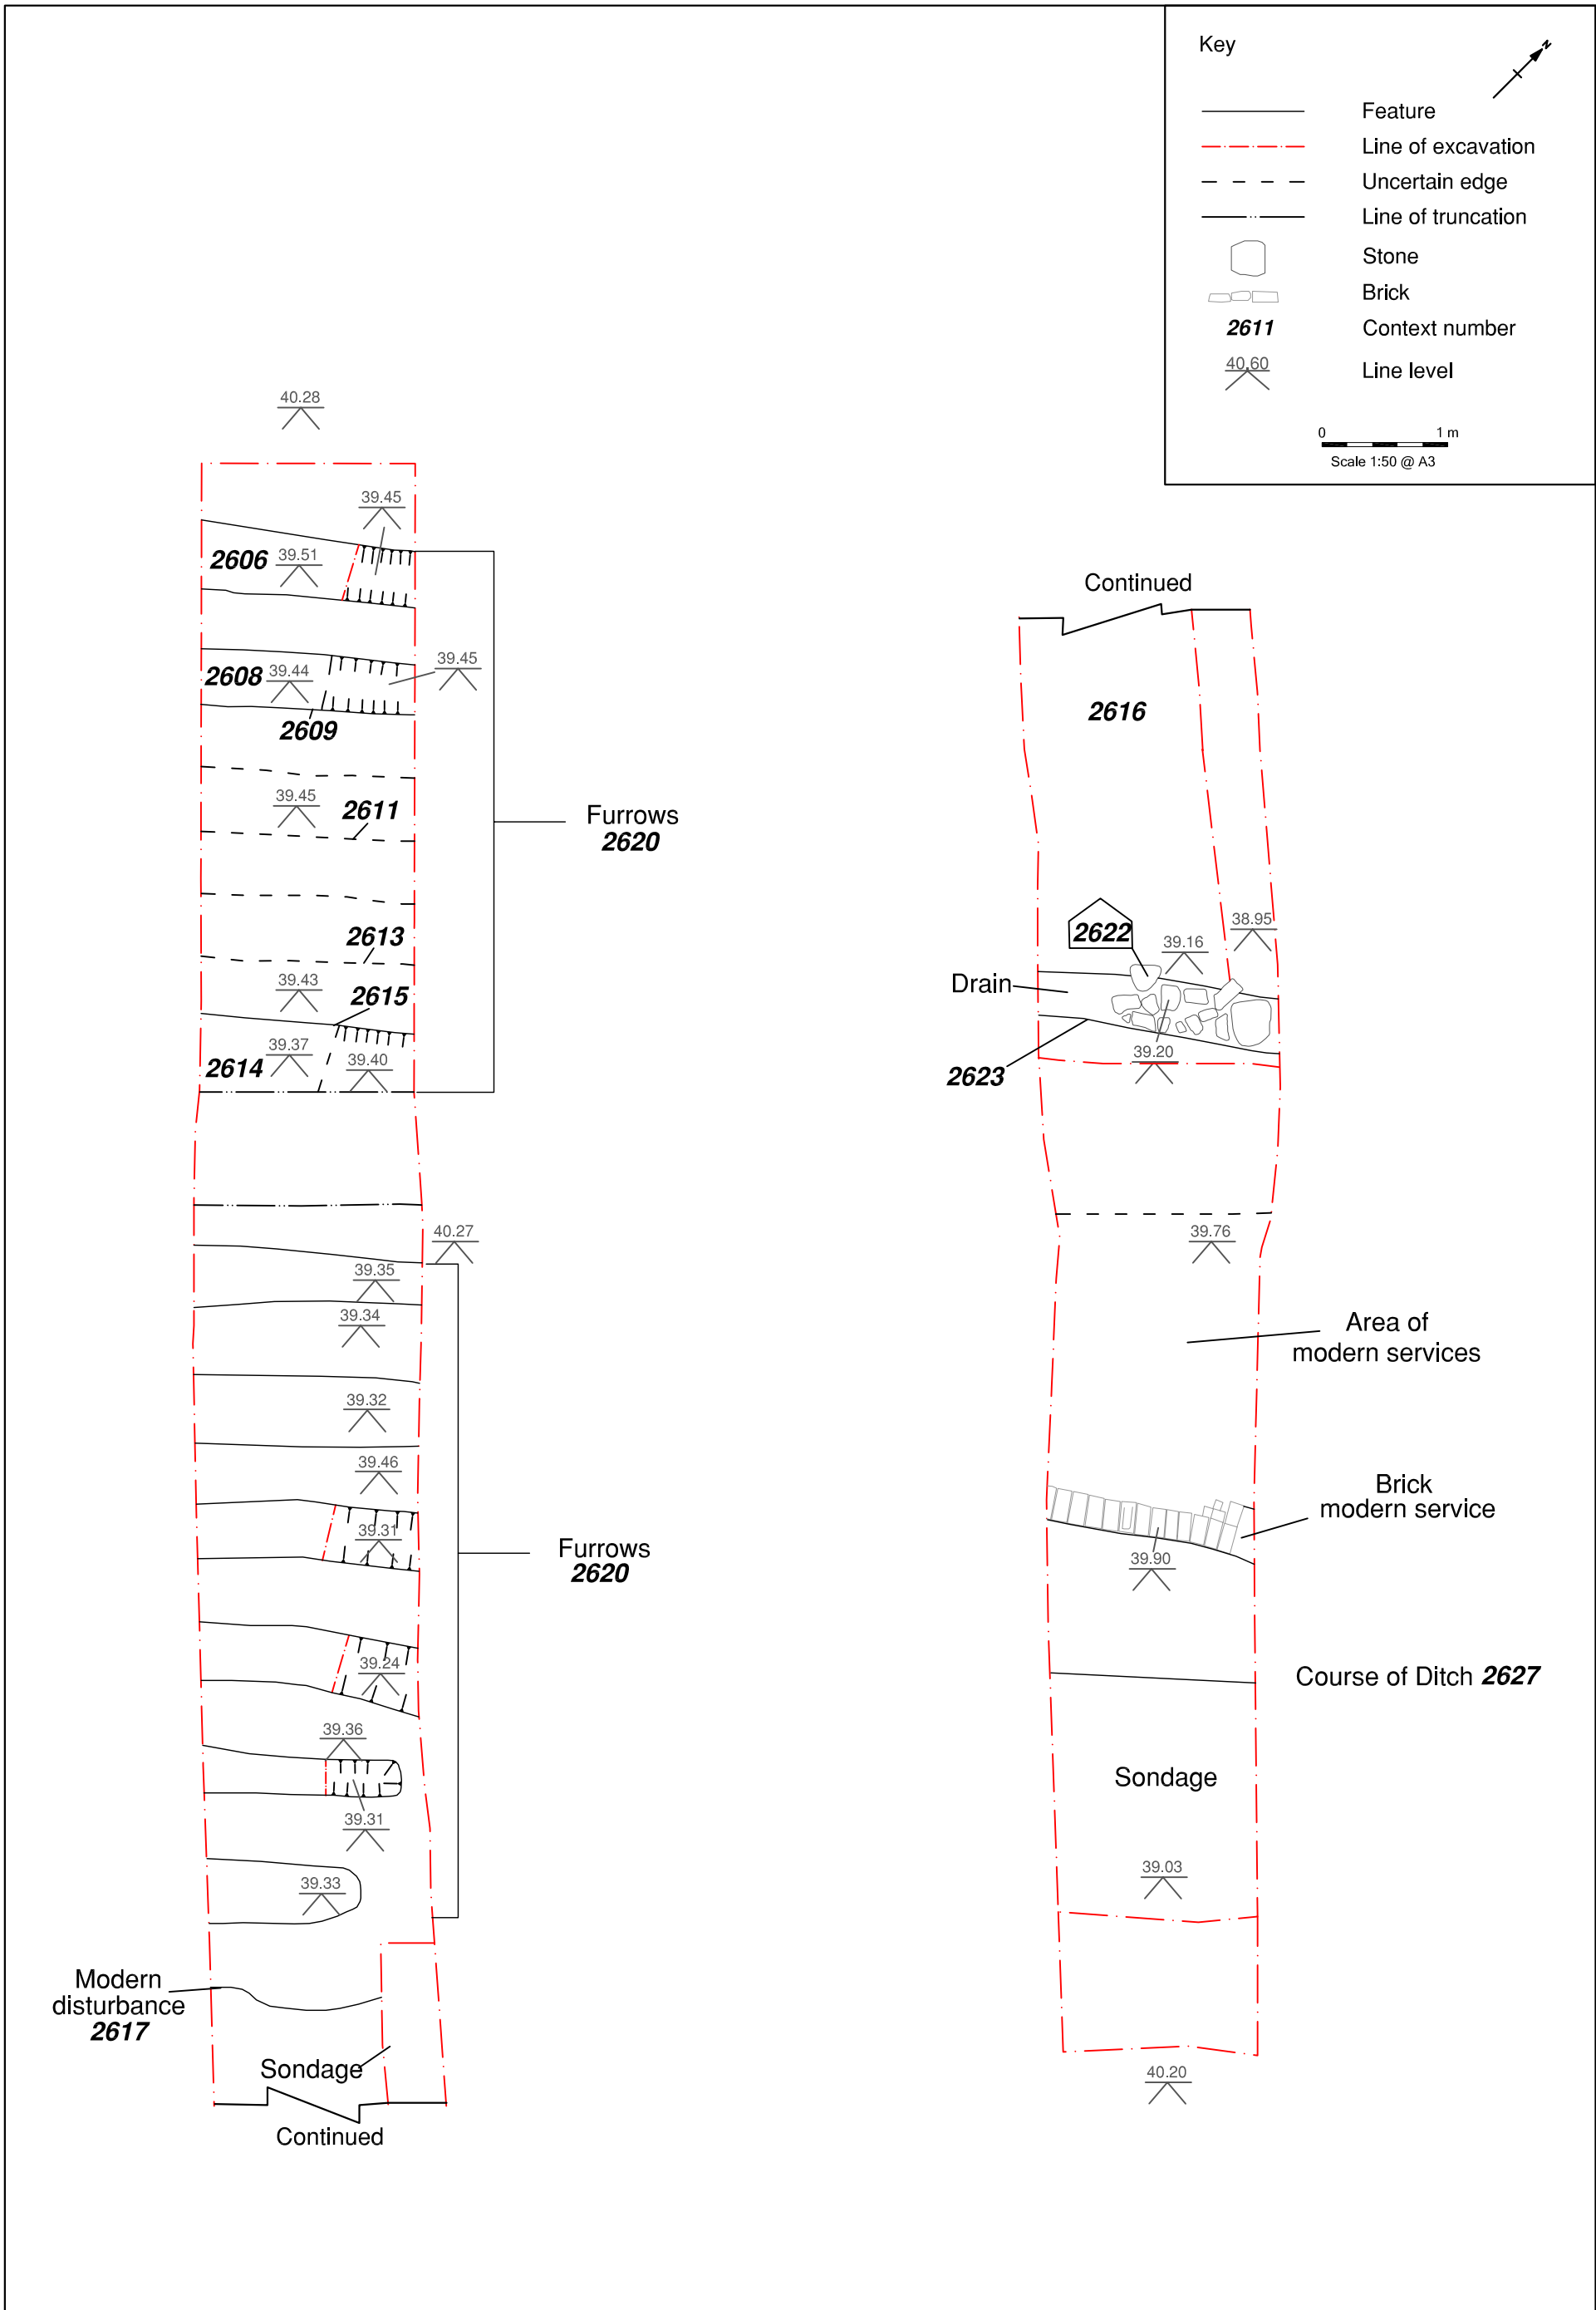 Key
N
Feature
Line of excavation
Uncertain edge
Line of truncation
Stone
Brick
2611 Context number
40.60 Line level
0 1 m
Scale 1:50 @ A3
40.28
39.45
2606 39.51
2608 39.44
39.45
2609
39.45
2611
Furrows
2620
2613
39.43
2615
2614 39.37
39.40
40.27
39.35
39.34
39.32
39.46
39.31
Furrows
2620
39.24
39.36
39.31
39.33
Modern
disturbance
2617
Sondage
Continued
Continued
2616
2622
39.16
38.95
Drain
39.20
2623
39.76
Area of
modern services
Brick
modern service
39.90
Course of Ditch 2627
Sondage
39.03
40.20